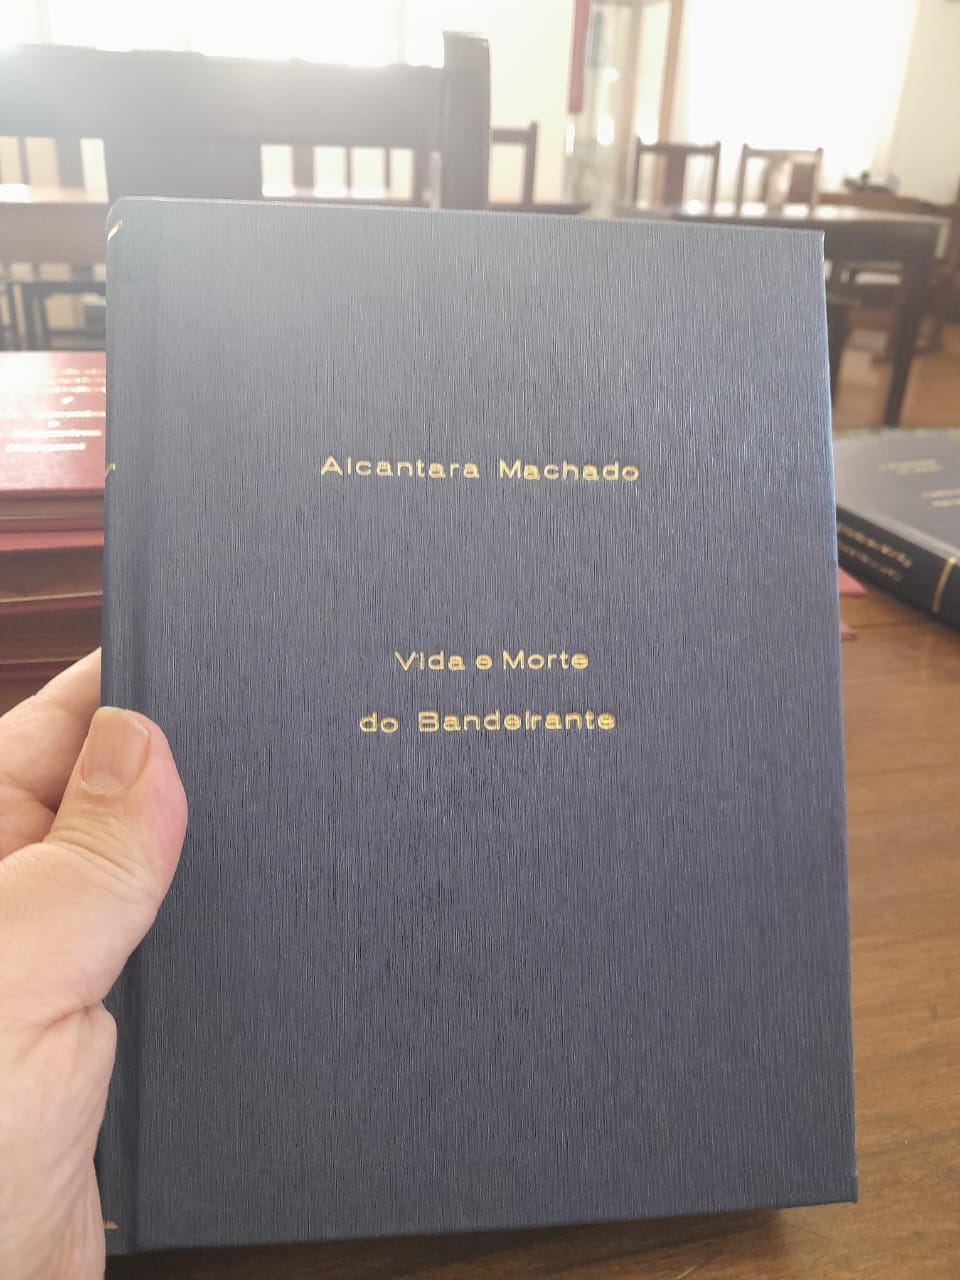 Alcantara Machado
Vida e Morte
do Bandeirante